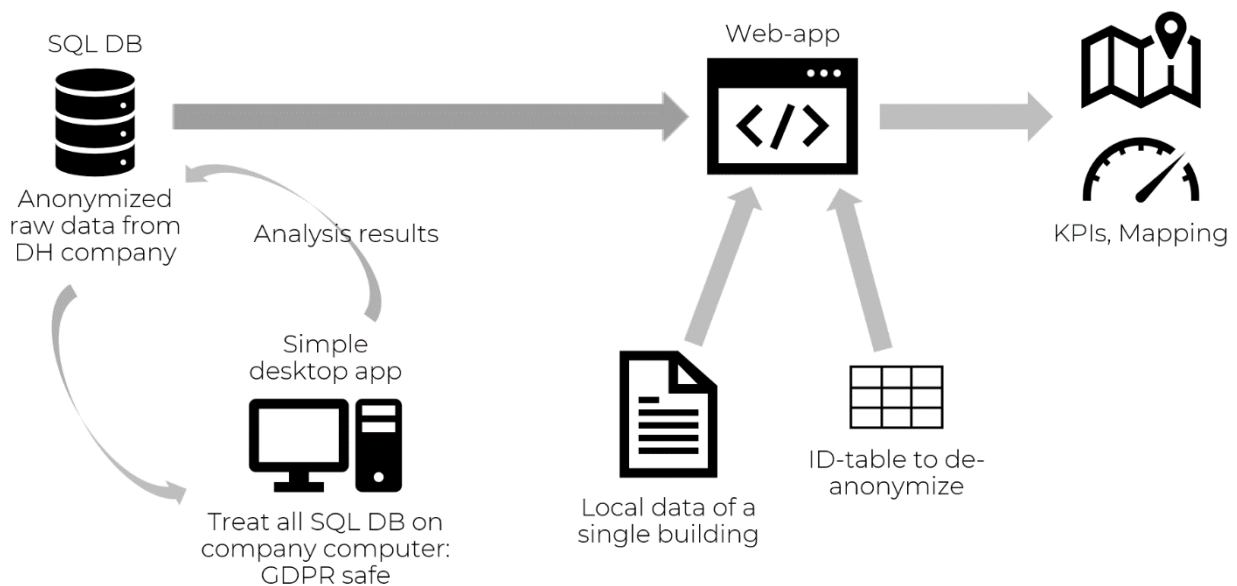 SQL DB
Anonymized
raw data from
DH company
Analysis results
Simple
desktop app
Treat all SQL DB on
company computer:
GDPR safe
Web-app
</>
Local data of a
single building
ID-table to de-
anonymize
KPIs, Mapping